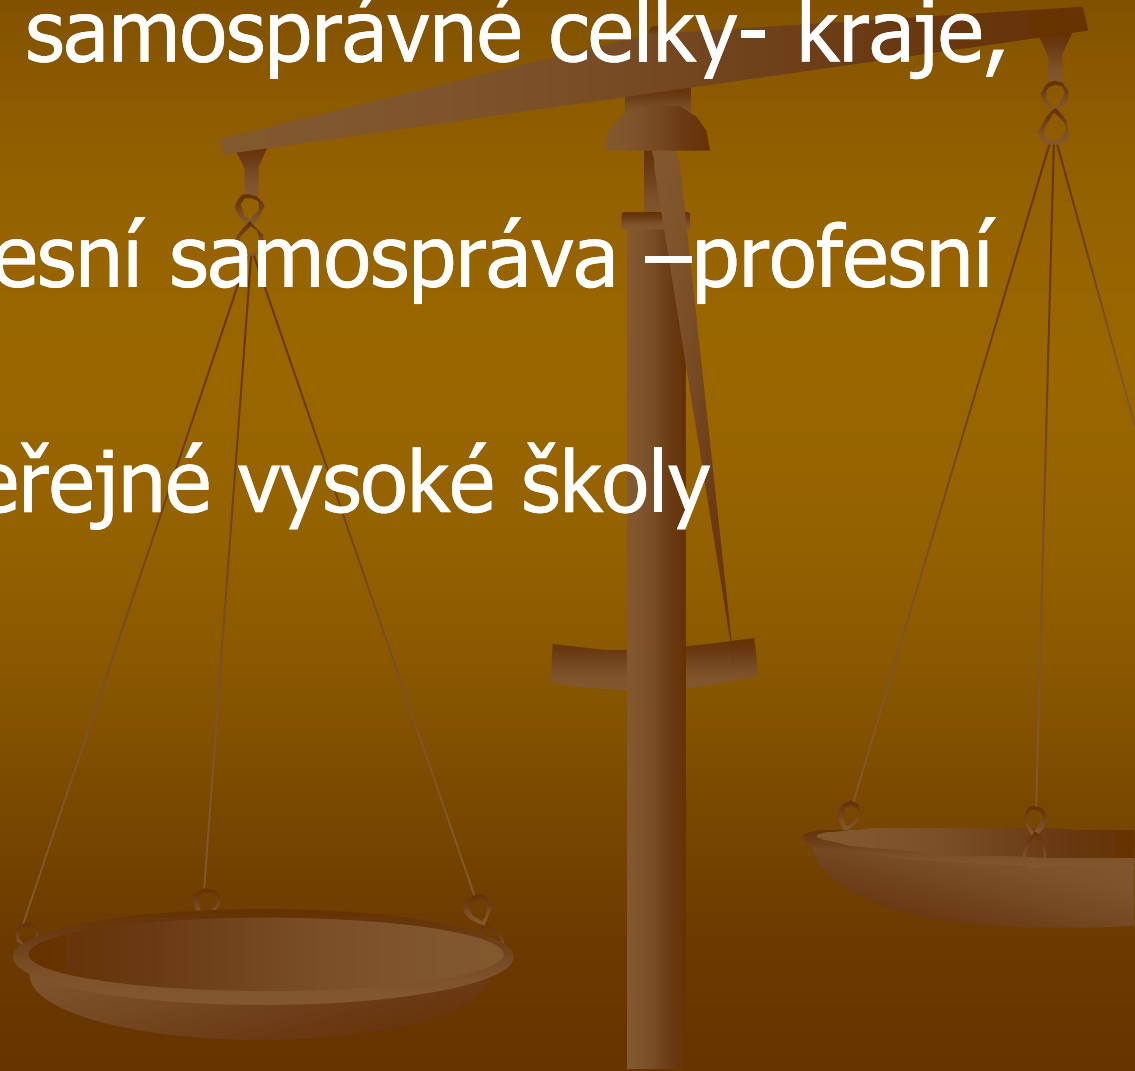 samosprávné celky- kraje,
esní samospráva –profesní
eřejné vysoké školy